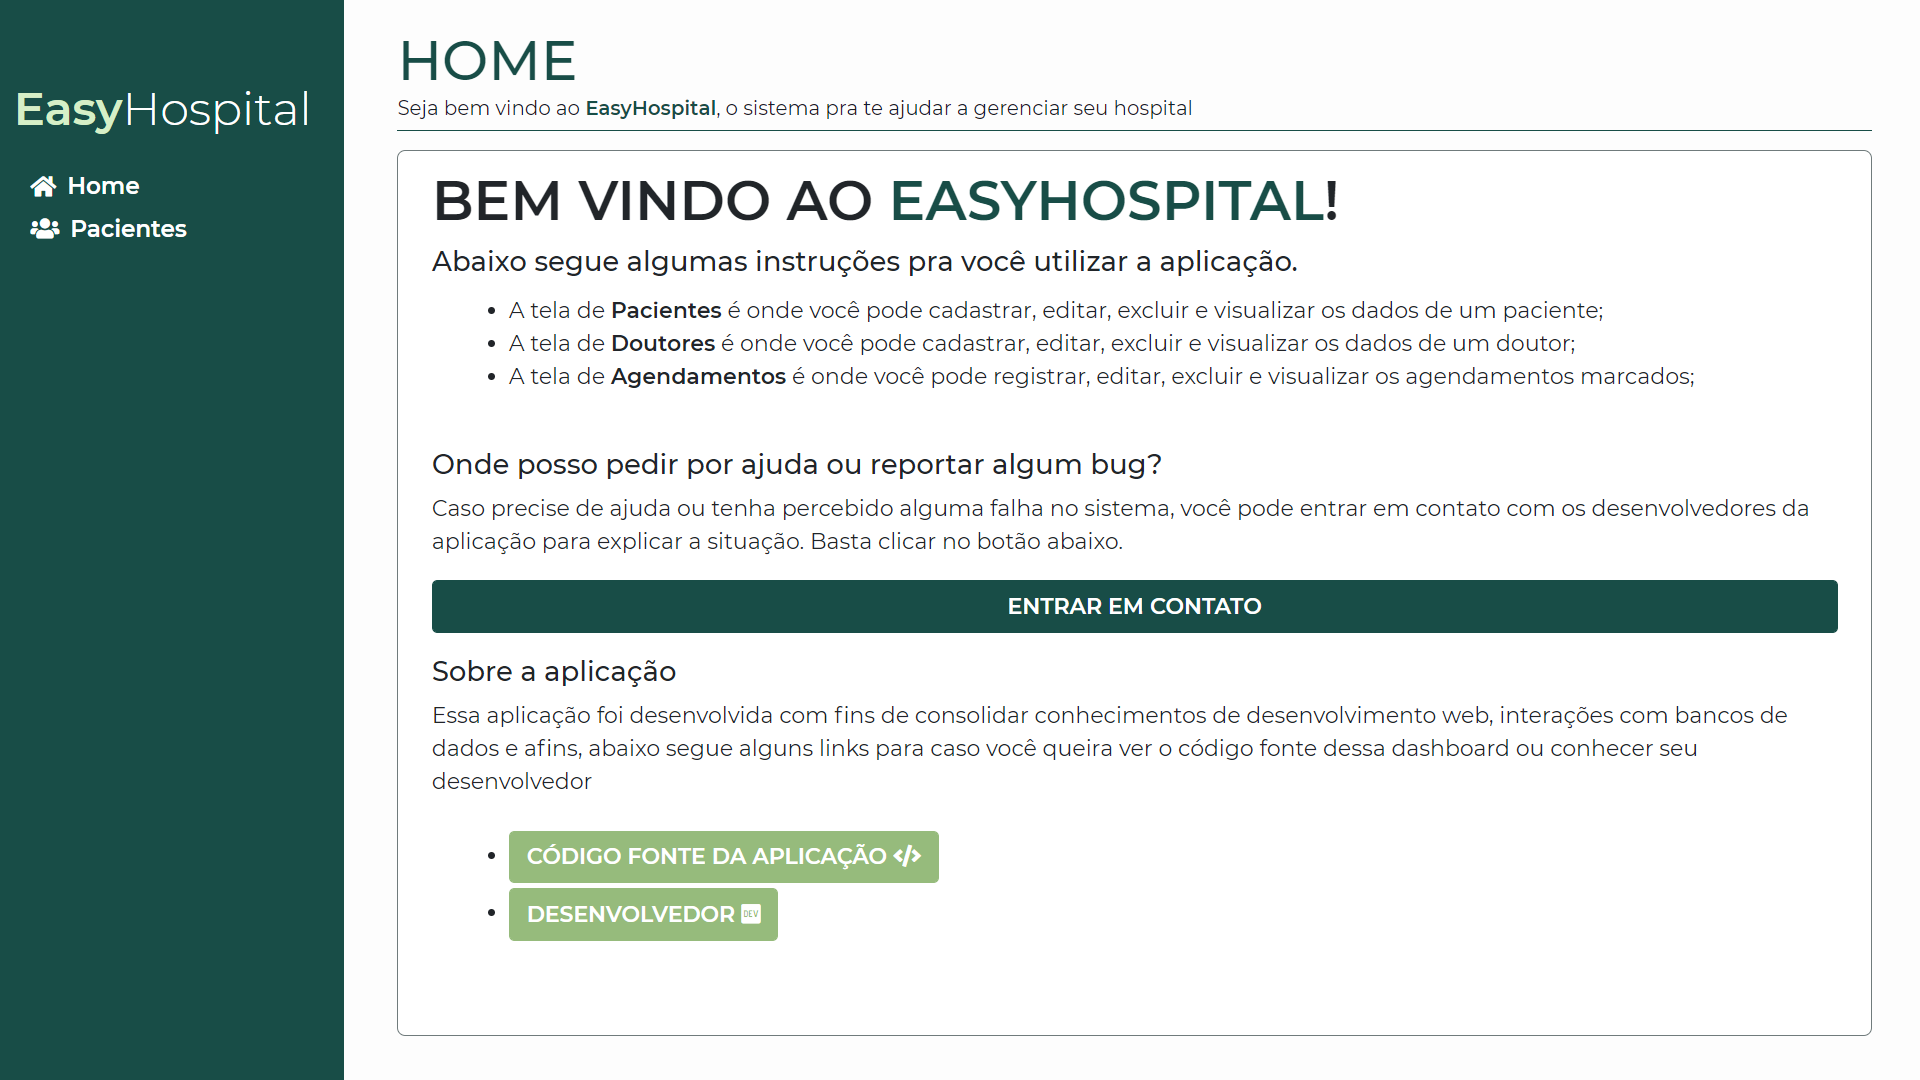 EasyHospital
Home
Pacientes
HOME
Seja bem vindo ao EasyHospital, o sistema pra te ajudar a gerenciar seu hospital
BEM VINDO AO EASYHOSPITAL!
Abaixo segue algumas instruções pra você utilizar a aplicação.
A tela de Pacientes é onde você pode cadastrar, editar, excluir e visualizar os dados de um paciente;
A tela de Doutores é onde você pode cadastrar, editar, excluir e visualizar os dados de um doutor;
A tela de Agendamentos é onde você pode registrar, editar, excluir e visualizar os agendamentos marcados;
Onde posso pedir por ajuda ou reportar algum bug?
Caso precise de ajuda ou tenha percebido alguma falha no sistema, você pode entrar em contato com os desenvolvedores da
aplicação para explicar a situação. Basta clicar no botão abaixo.
ENTRAR EM CONTATO
Sobre a aplicação
Essa aplicação foi desenvolvida com fins de consolidar conhecimentos de desenvolvimento web, interações com bancos de
dados e afins, abaixo segue alguns links para caso você queira ver o código fonte dessa dashboard ou conhecer seu
desenvolvedor
CÓDIGO FONTE DA APLICAÇÃO </>
DESENVOLVEDOR DEV